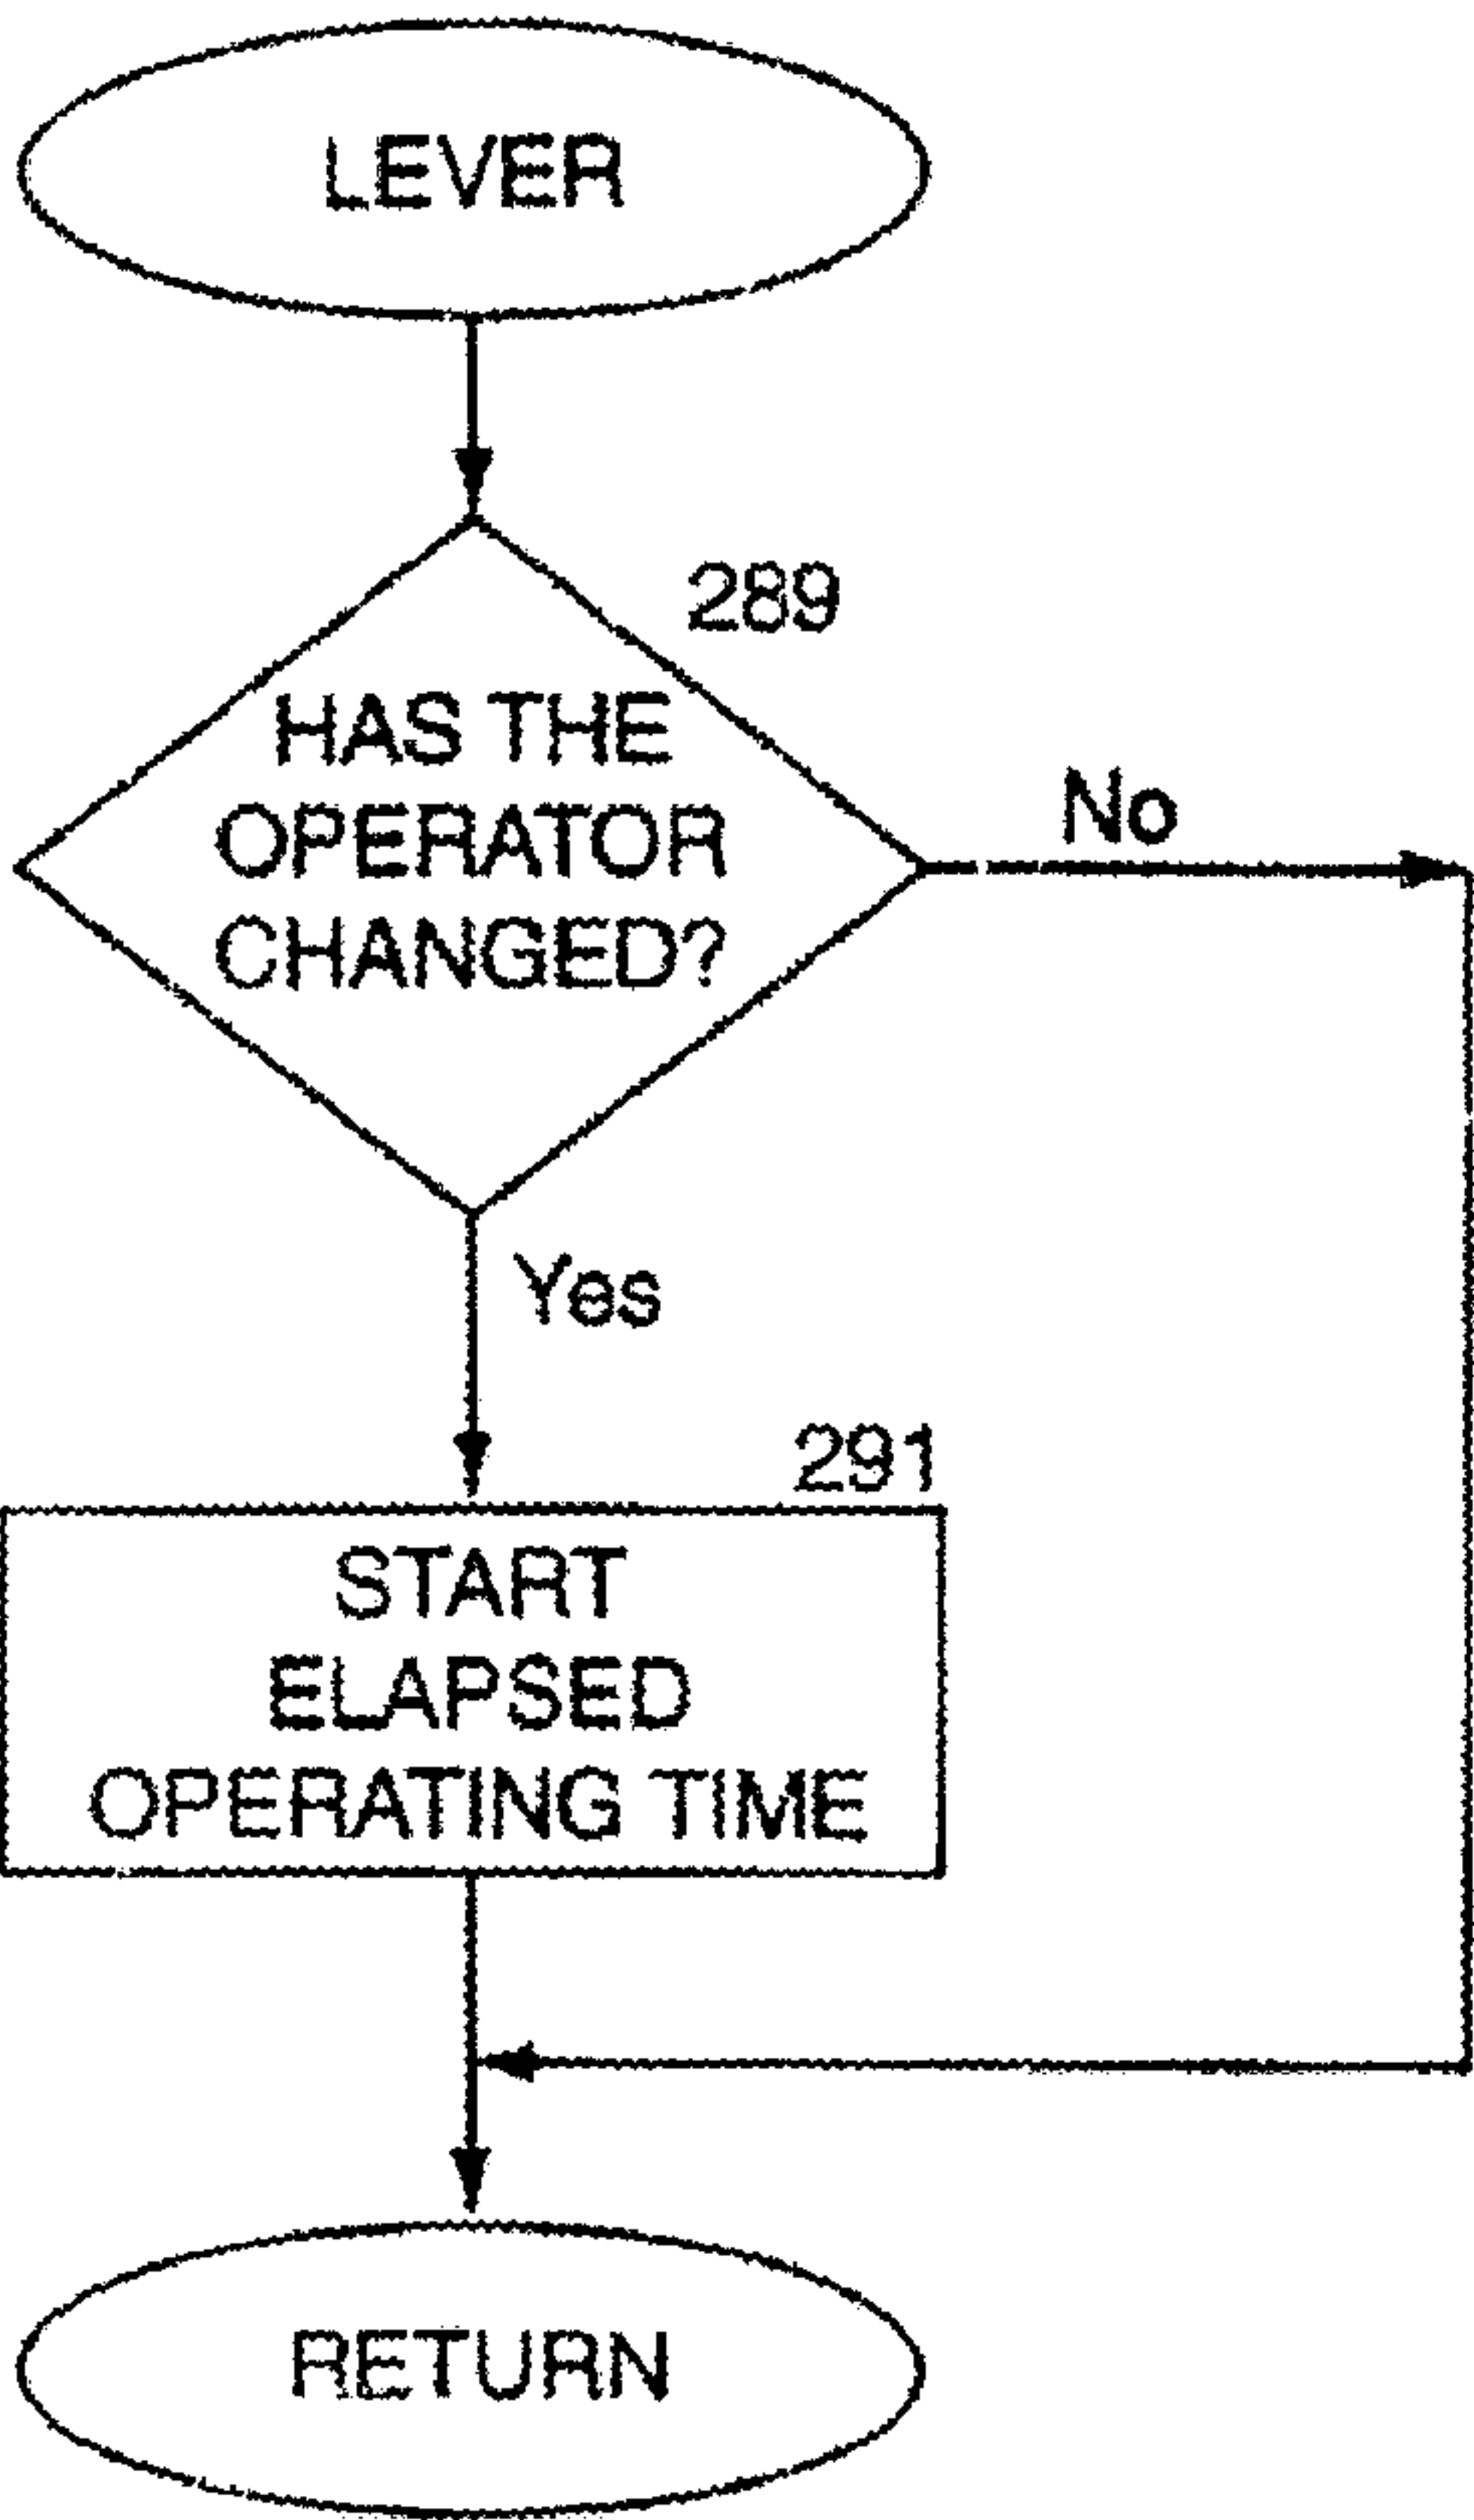 LEVER
289
HAS THE
OPERATOR
CHANGED?
No
Yes
291
START
ELAPSED
OPERATING TIME
RETURN